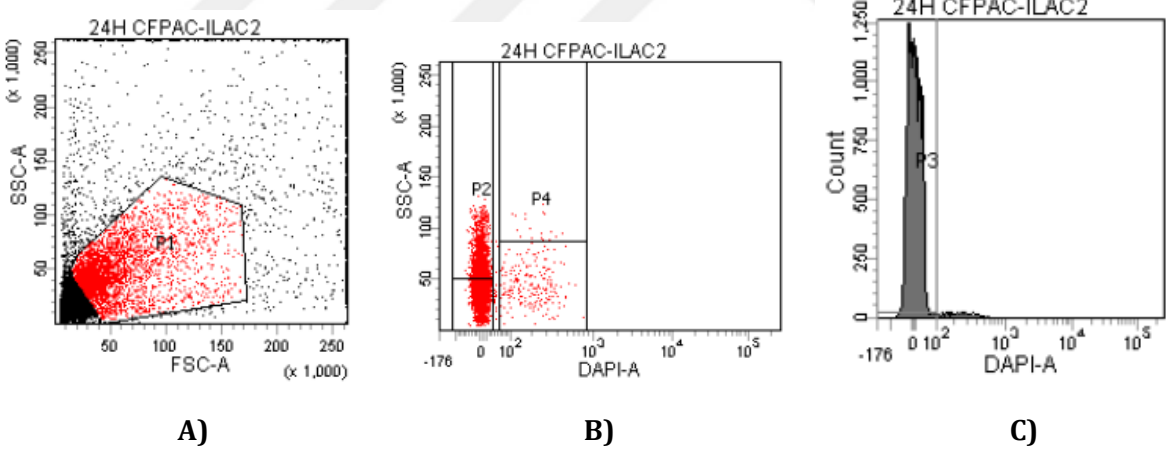 24H CFPAC-ILAC2
SSC-A
(x 1,000)
250
200
150
100
50
P1
50 100 150 200 250
FSC-A
(x 1,000)
A)
24H CFPAC-ILAC2
SSC-A
(x 1,000)
250
200
150
100
50
P2
P4
-176 0 10² 10³ 10⁴ 10⁵
DAPI-A
B)
24H CFPAC-ILAC2
Count
1,250
1,000
750
500
250
0
P3
-176 0 10² 10³ 10⁴ 10⁵
DAPI-A
C)